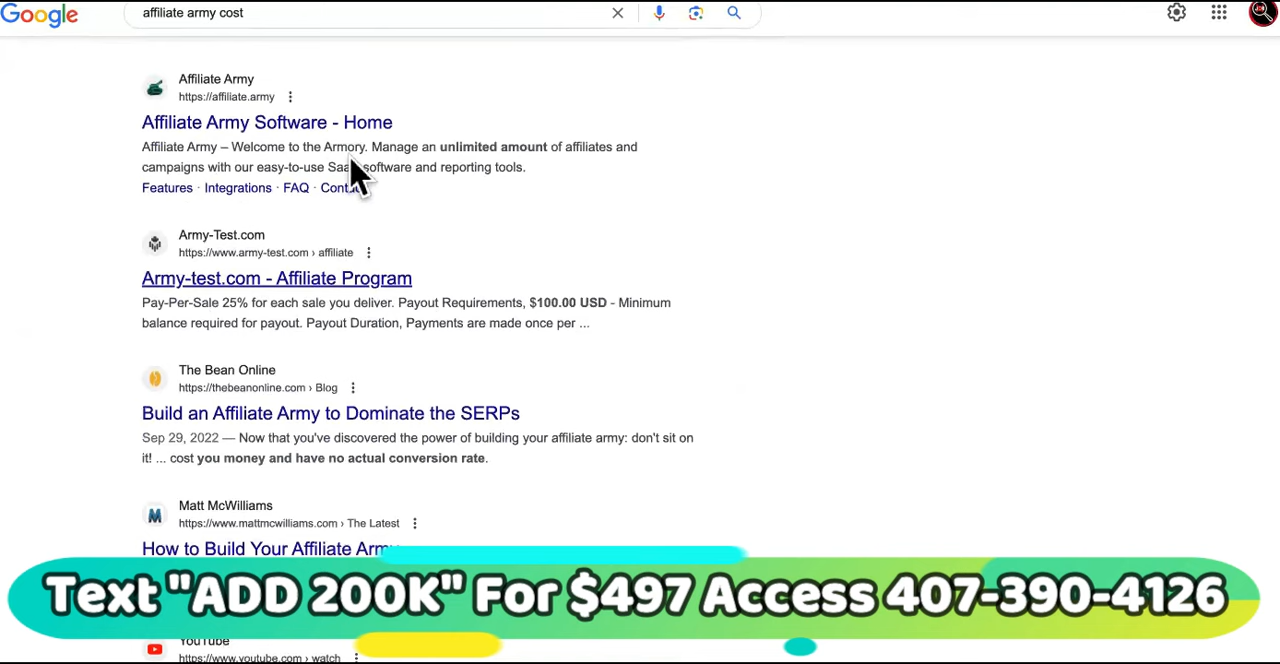 Google
affiliate army cost
Affiliate Army
https://affiliate.army
Affiliate Army Software - Home
Affiliate Army – Welcome to the Armory. Manage an unlimited amount of affiliates and
campaigns with our easy-to-use SaaS software and reporting tools.
Features · Integrations · FAQ · Contact
Army-Test.com
https://www.army-test.com › affiliate
Army-test.com - Affiliate Program
Pay-Per-Sale 25% for each sale you deliver. Payout Requirements, $100.00 USD - Minimum
balance required for payout. Payout Duration, Payments are made once per ...
The Bean Online
https://thebeanonline.com › Blog
Build an Affiliate Army to Dominate the SERPs
Sep 29, 2022 — Now that you've discovered the power of building your affiliate army: don't sit on
it! ... cost you money and have no actual conversion rate.
Matt McWilliams
https://www.mattmcwilliams.com › The Latest
How to Build Your Affiliate Army
Text "ADD 200K" For $497 Access 407-390-4126
YouTube
https://www.youtube.com › watch